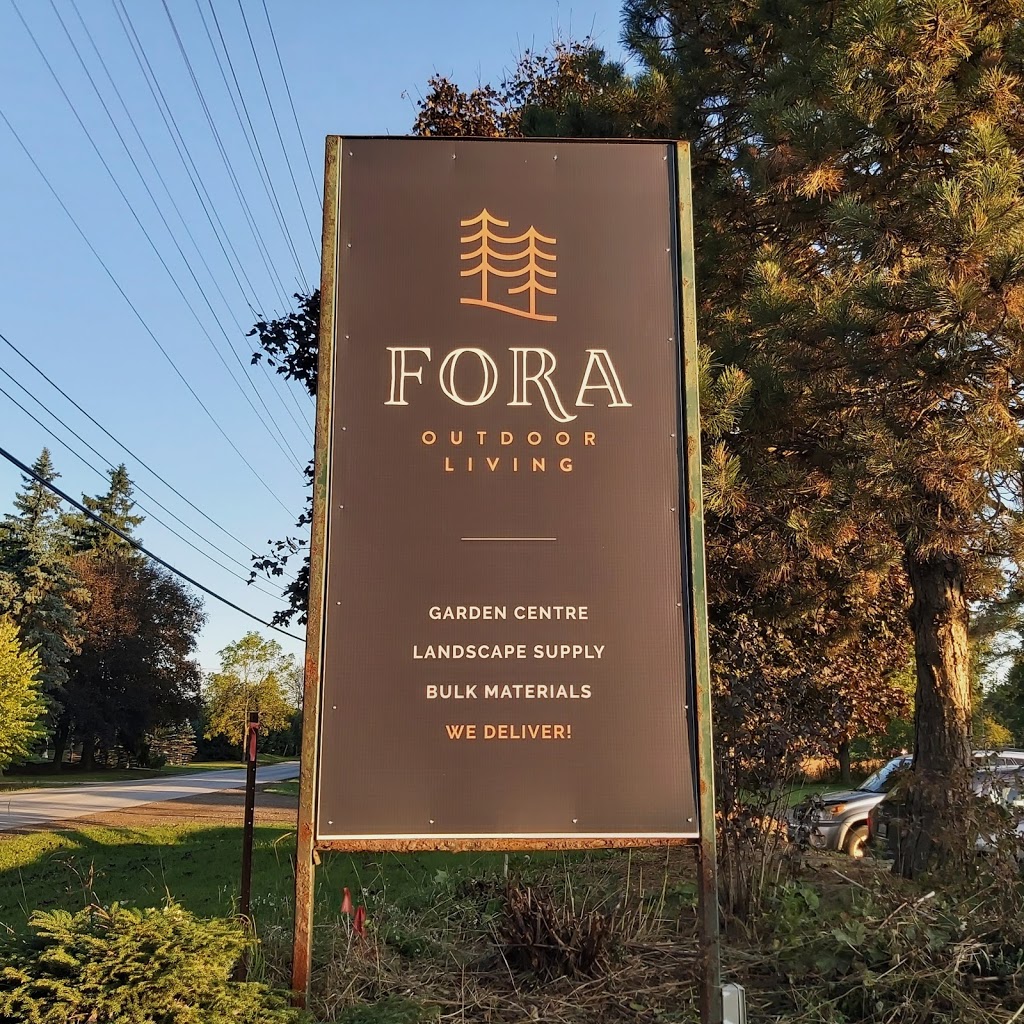 FORA
OUTDOOR
LIVING
GARDEN CENTRE
LANDSCAPE SUPPLY
BULK MATERIALS
WE DELIVER!